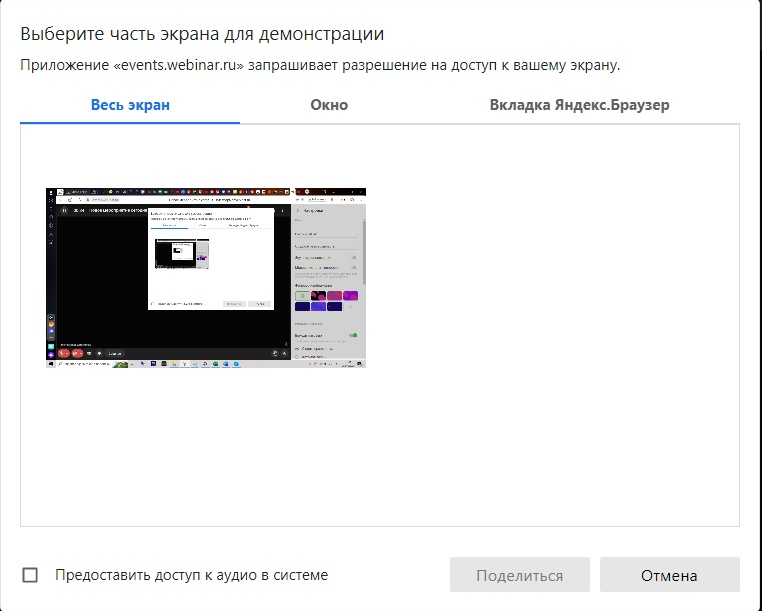 Выберите часть экрана для демонстрации
Приложение «events.webinar.ru» запрашивает разрешение на доступ к вашему экрану.
Весь экран
Окно
Вкладка Яндекс.Браузер
Предоставить доступ к аудио в системе
Поделиться
Отмена